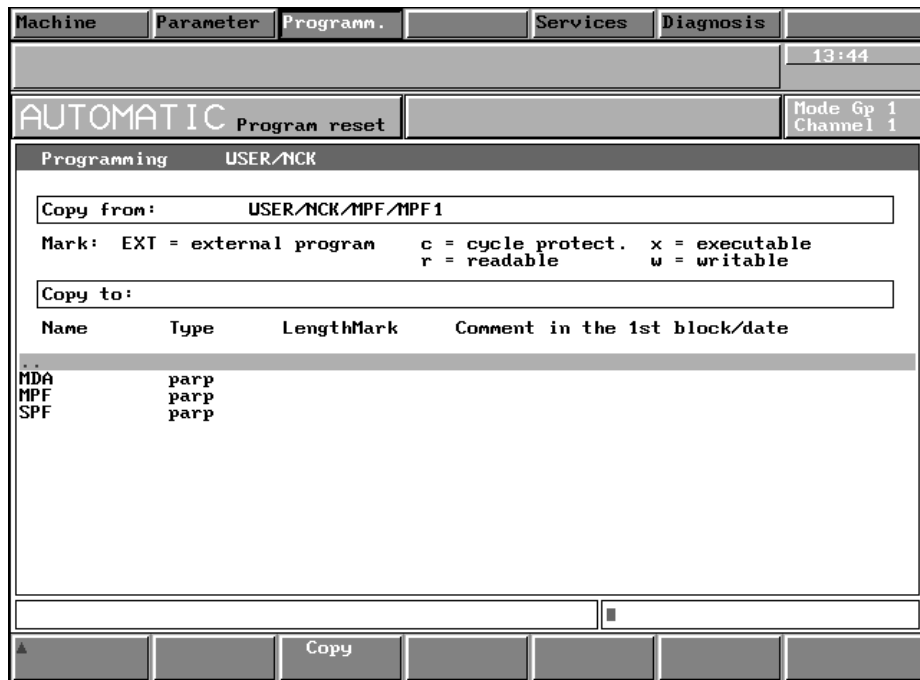 Machine Parameter Programm. Services Diagnosis
13:44
AUTOMATIC Program reset
Mode Gp 1
Channel 1
Programming USER/NCK
Copy from: USER/NCK/MPF/MPF1
Mark: EXT = external program c = cycle protect. x = executable
r = readable w = writable
Copy to:
Name Type LengthMark Comment in the 1st block/date
..
MDA parp
MPF parp
SPF parp
Copy